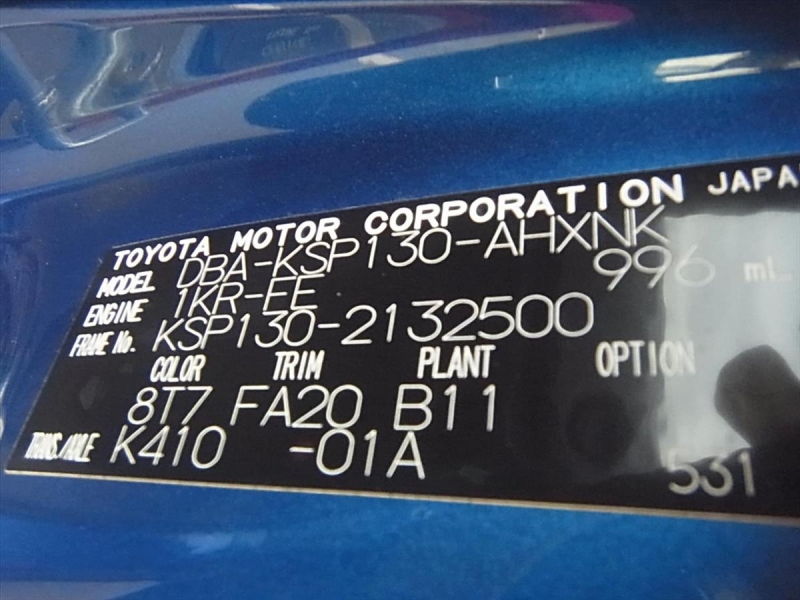 TOYOTA MOTOR CORPORATION JAPA
MODEL DBA-KSP130-AHXNK
ENGINE 1KR-FE 996 mL
FRAME No. KSP130-2132500
COLOR TRIM PLANT OPTION
8T7 FA20 B11
TRANS./AXLE K410 -01A
531